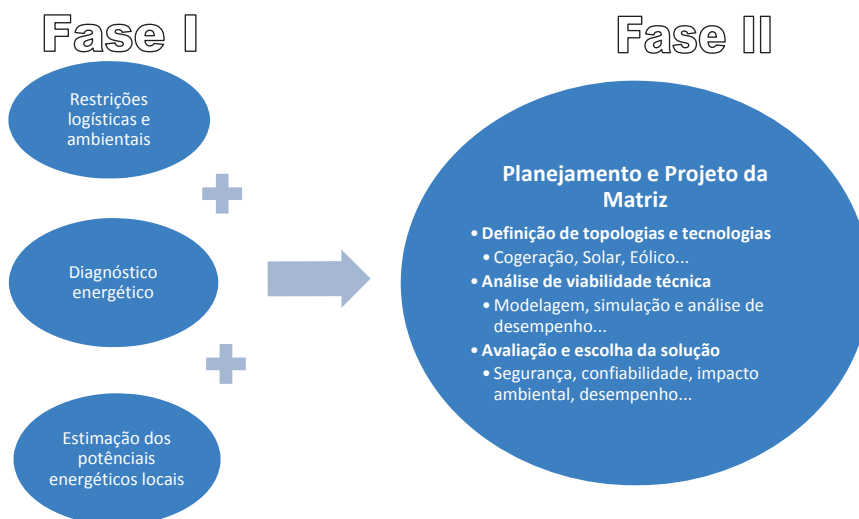 Fase I
Restrições
logísticas e
ambientais
Diagnóstico
energético
Estimação dos
potênciais
energéticos locais
Fase II
Planejamento e Projeto da
Matriz
• Definição de topologias e tecnologias
• Cogeração, Solar, Eólico...
• Análise de viabilidade técnica
• Modelagem, simulação e análise de
desempenho...
• Avaliação e escolha da solução
• Segurança, confiabilidade, impacto
ambiental, desempenho...